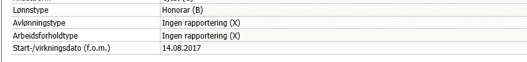 Lønnstype Honorar (B)
Avlønningstype Ingen rapportering (X)
Arbeidsforholdtype Ingen rapportering (X)
Start-/virkningsdato (f.o.m.) 14.08.2017